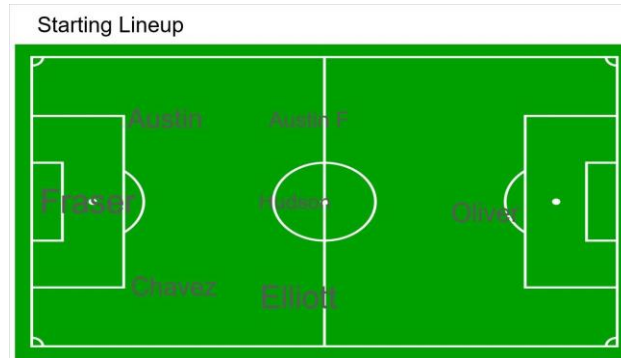 Starting Lineup
Austin
Austin F
Fraser
Hudson
Oliver
Chavez
Elliott